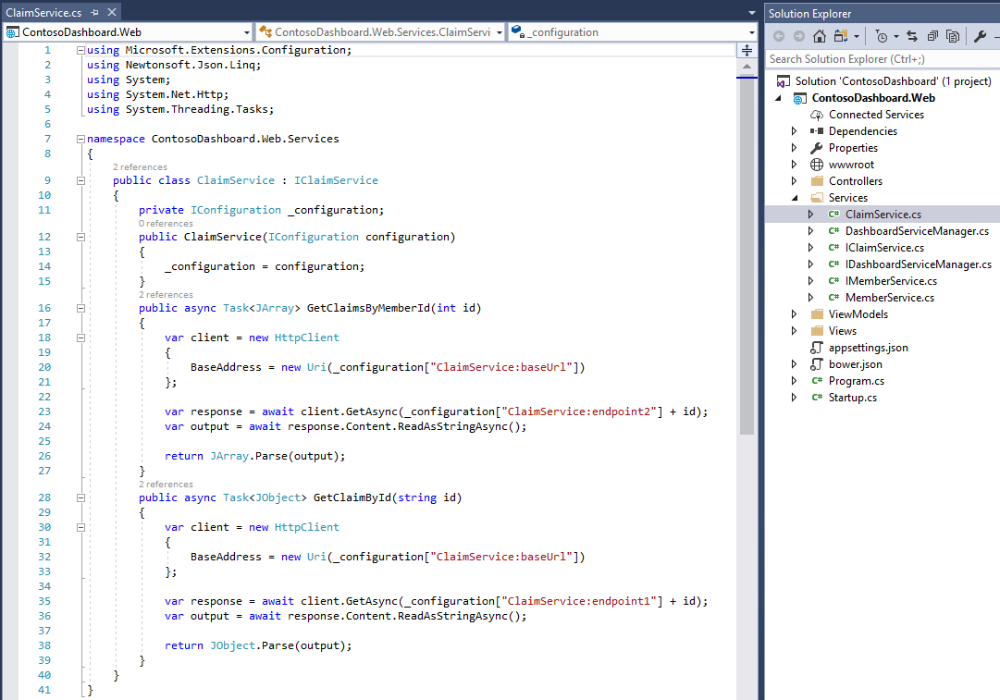 ClaimService.cs
ContosoDashboard.Web
ContosoDashboard.Web.Services.ClaimServi
_configuration
1 using Microsoft.Extensions.Configuration;
2 using Newtonsoft.Json.Linq;
3 using System;
4 using System.Net.Http;
5 using System.Threading.Tasks;
6
7 namespace ContosoDashboard.Web.Services
8 {
2 references
9 public class ClaimService : IClaimService
10 {
11 private IConfiguration _configuration;
0 references
12 public ClaimService(IConfiguration configuration)
13 {
14 _configuration = configuration;
15 }
2 references
16 public async Task<JArray> GetClaimsByMemberId(int id)
17 {
18 var client = new HttpClient
19 {
20 BaseAddress = new Uri(_configuration["ClaimService:baseUrl"])
21 };
22
23 var response = await client.GetAsync(_configuration["ClaimService:endpoint2"] + id);
24 var output = await response.Content.ReadAsStringAsync();
25
26 return JArray.Parse(output);
27 }
2 references
28 public async Task<JObject> GetClaimById(string id)
29 {
30 var client = new HttpClient
31 {
32 BaseAddress = new Uri(_configuration["ClaimService:baseUrl"])
33 };
34
35 var response = await client.GetAsync(_configuration["ClaimService:endpoint1"] + id);
36 var output = await response.Content.ReadAsStringAsync();
37
38 return JObject.Parse(output);
39 }
40 }
41 }
Solution Explorer
Search Solution Explorer (Ctrl+;)
Solution 'ContosoDashboard' (1 project)
ContosoDashboard.Web
Connected Services
Dependencies
Properties
wwwroot
Controllers
Services
C# ClaimService.cs
C# DashboardServiceManager.cs
C# IClaimService.cs
C# IDashboardServiceManager.cs
C# IMemberService.cs
C# MemberService.cs
ViewModels
Views
appsettings.json
bower.json
C# Program.cs
C# Startup.cs